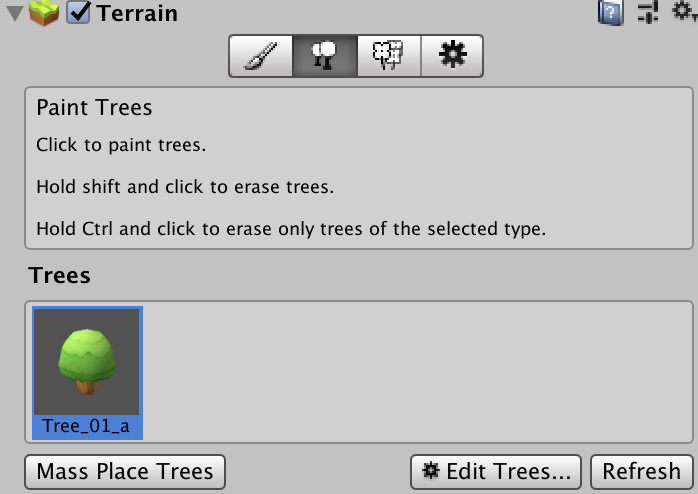 Terrain
Paint Trees
Click to paint trees.
Hold shift and click to erase trees.
Hold Ctrl and click to erase only trees of the selected type.
Trees
Tree_01_a
Mass Place Trees
Edit Trees...
Refresh